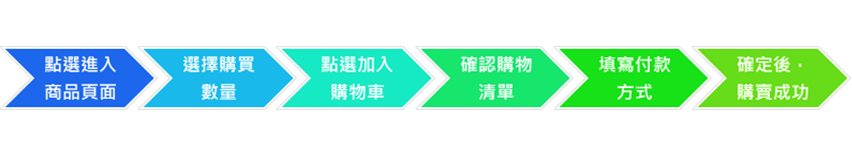 點選進入
商品頁面
選擇購買
數量
點選加入
購物車
確認購物
清單
填寫付款
方式
確定後，
購賣成功